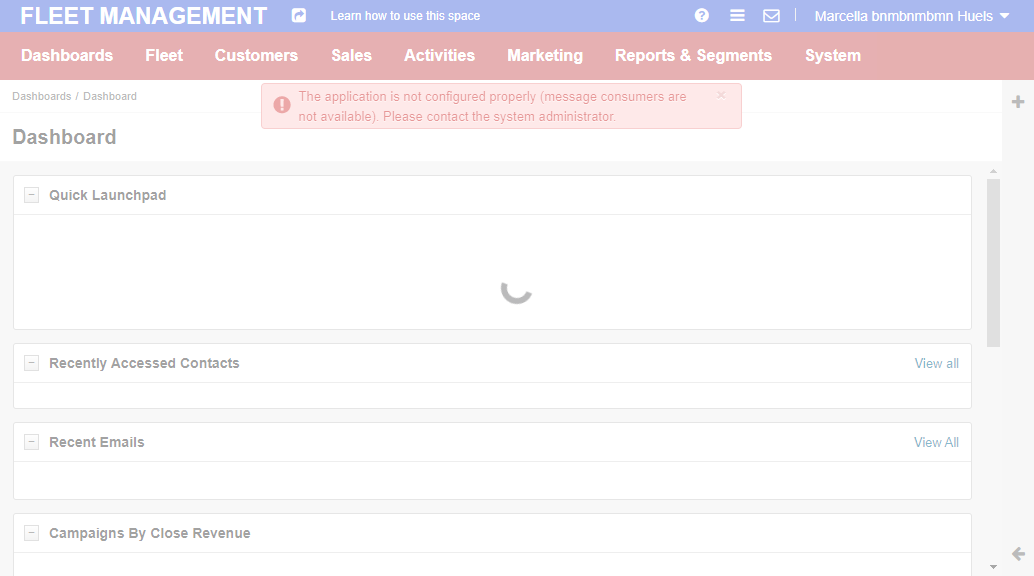 FLEET MANAGEMENT Learn how to use this space Marcella bnmbnmbmn Huels
Dashboards Fleet Customers Sales Activities Marketing Reports & Segments System
Dashboards / Dashboard
The application is not configured properly (message consumers are
not available). Please contact the system administrator.
Dashboard
Quick Launchpad
Recently Accessed Contacts View all
Recent Emails View All
Campaigns By Close Revenue